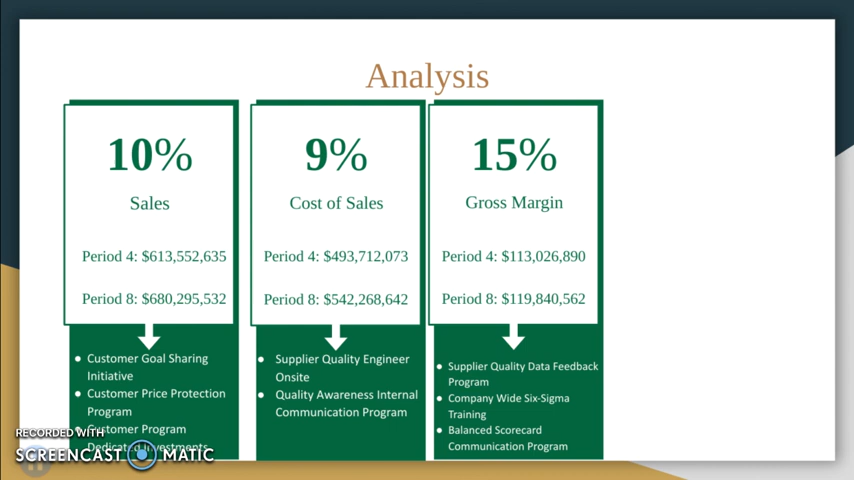 Analysis
10%
Sales
Period 4: $613,552,635
Period 8: $680,295,532
● Customer Goal Sharing
Initiative
● Customer Price Protection
Program
● Customer Program
Dedicated Investments
9%
Cost of Sales
Period 4: $493,712,073
Period 8: $542,268,642
● Supplier Quality Engineer
Onsite
● Quality Awareness Internal
Communication Program
15%
Gross Margin
Period 4: $113,026,890
Period 8: $119,840,562
● Supplier Quality Data Feedback
Program
● Company Wide Six-Sigma
Training
● Balanced Scorecard
Communication Program
RECORDED WITH
SCREENCAST MATIC